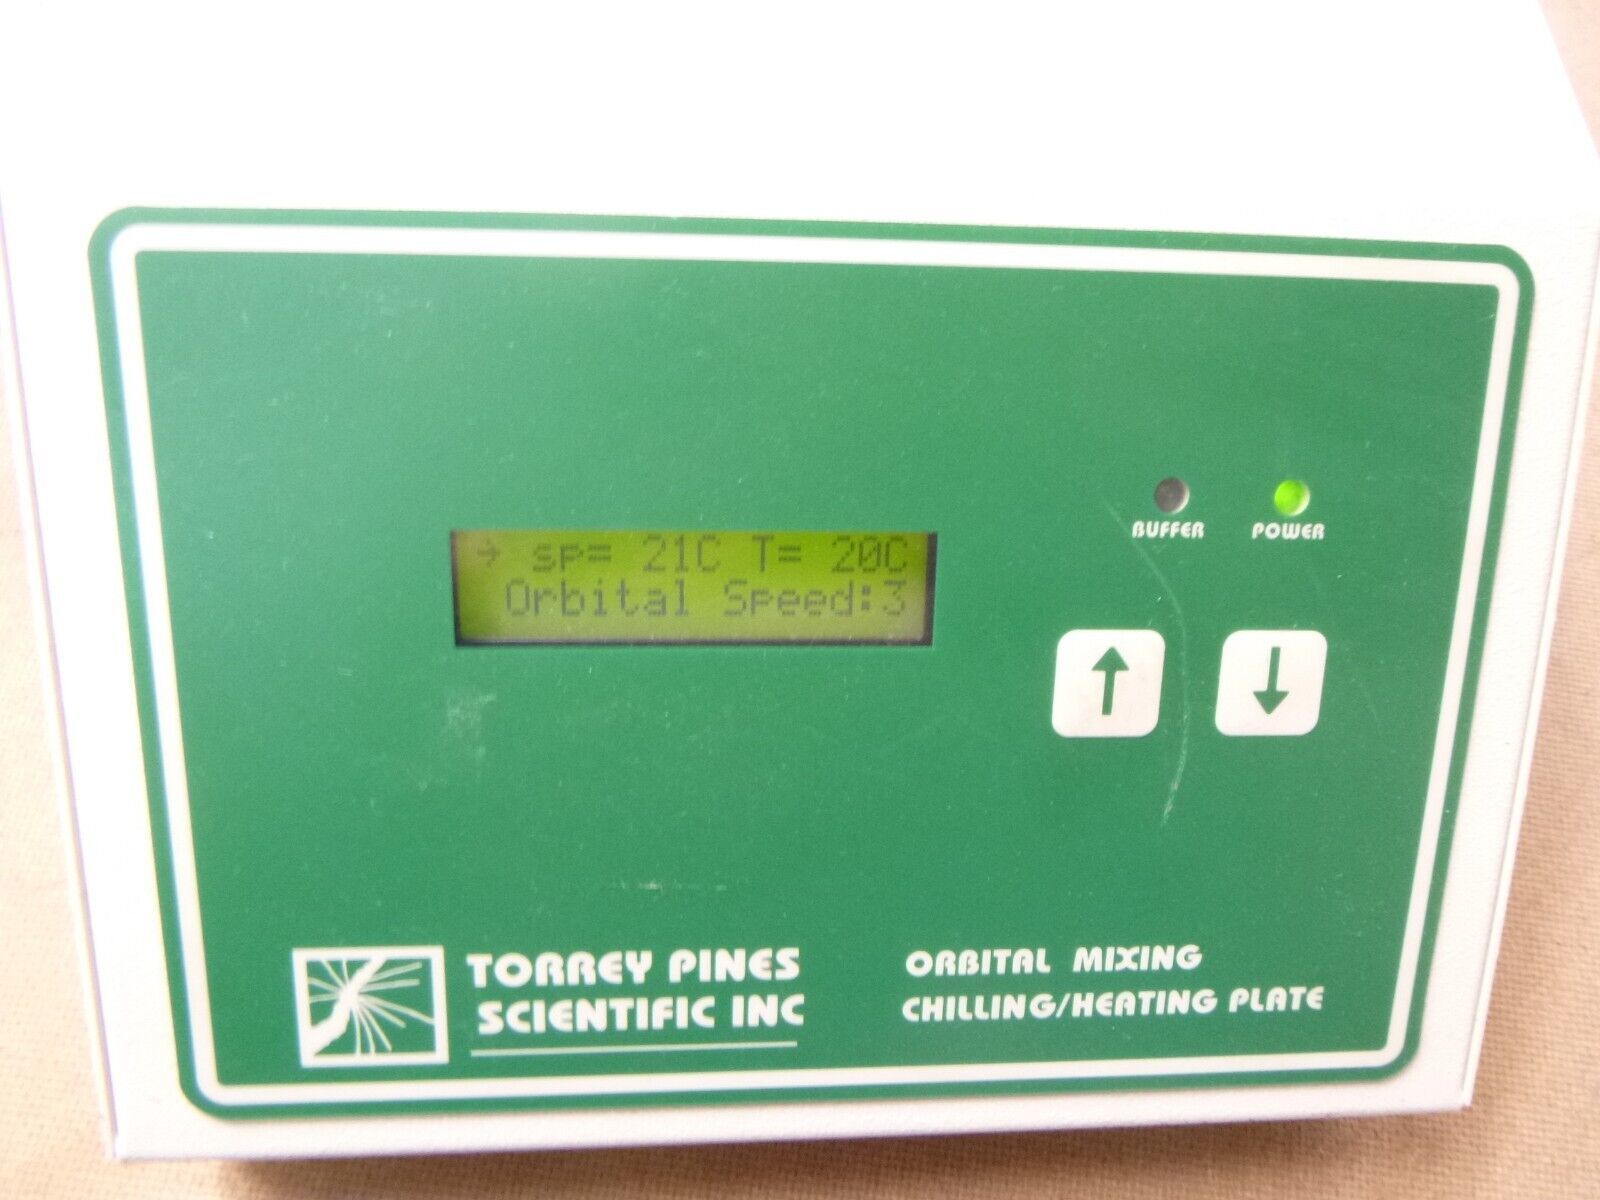 → sp= 21C T= 20C
Orbital Speed:3
BUFFER POWER
↑ ↓
TORREY PINES
SCIENTIFIC INC
ORBITAL MIXING
CHILLING/HEATING PLATE